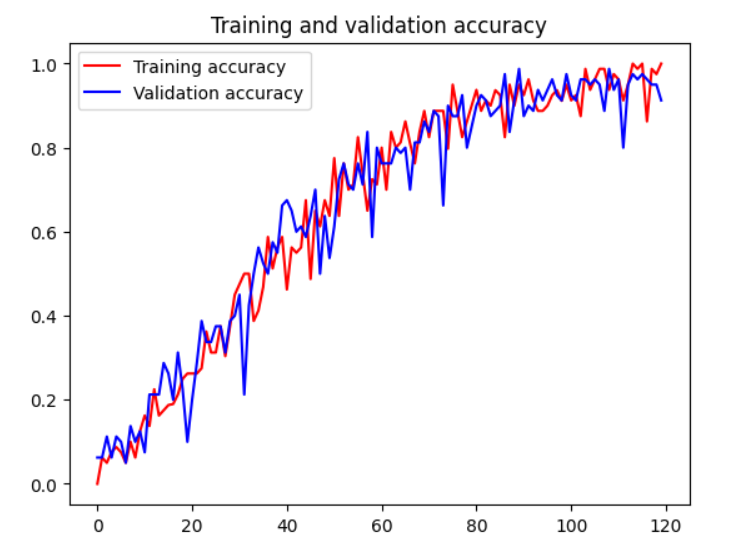 Training and validation accuracy
Training accuracy
Validation accuracy
1.0
0.8
0.6
0.4
0.2
0.0
0 20 40 60 80 100 120